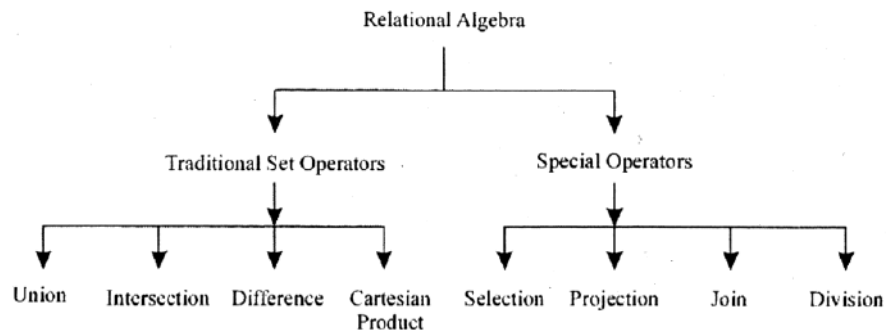 Relational Algebra
Traditional Set Operators
Special Operators
Union
Intersection
Difference
Cartesian
Product
Selection
Projection
Join
Division